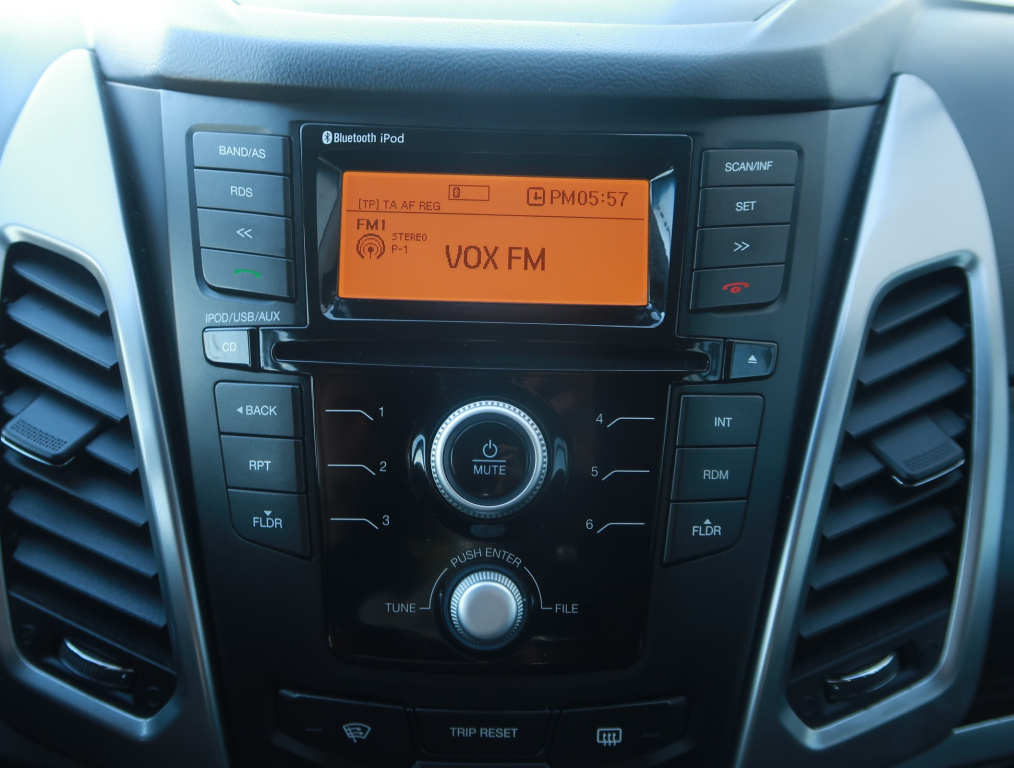 Bluetooth iPod
BAND/AS
SCAN/INF
PM05:57
[TP] TA AF REG
RDS
SET
FM1
STEREO
P-1
VOX FM
<<
>>
IPOD/USB/AUX
CD
BACK
1
4
INT
MUTE
RPT
2
5
RDM
FLDR
3
6
FLDR
PUSH ENTER
TUNE
FILE
TRIP RESET